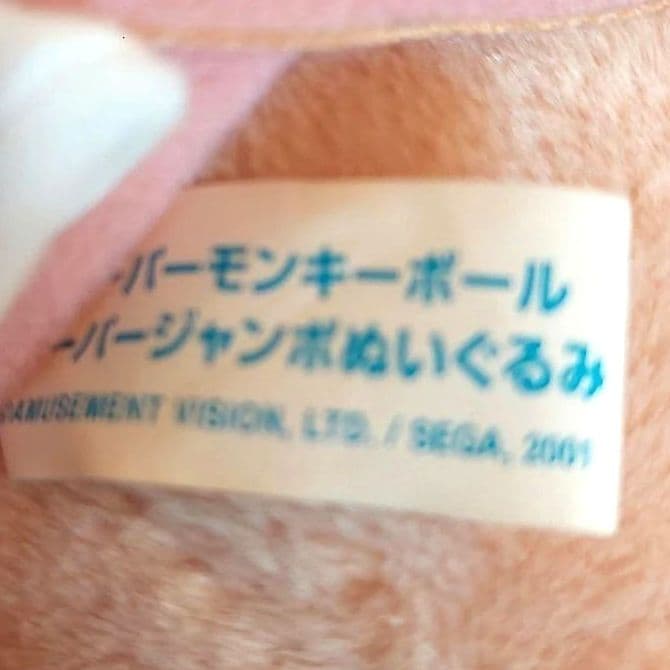 ーパーモンキーボール
ーパージャンボぬいぐるみ
©AMUSEMENT VISION, LTD. / SEGA, 2001